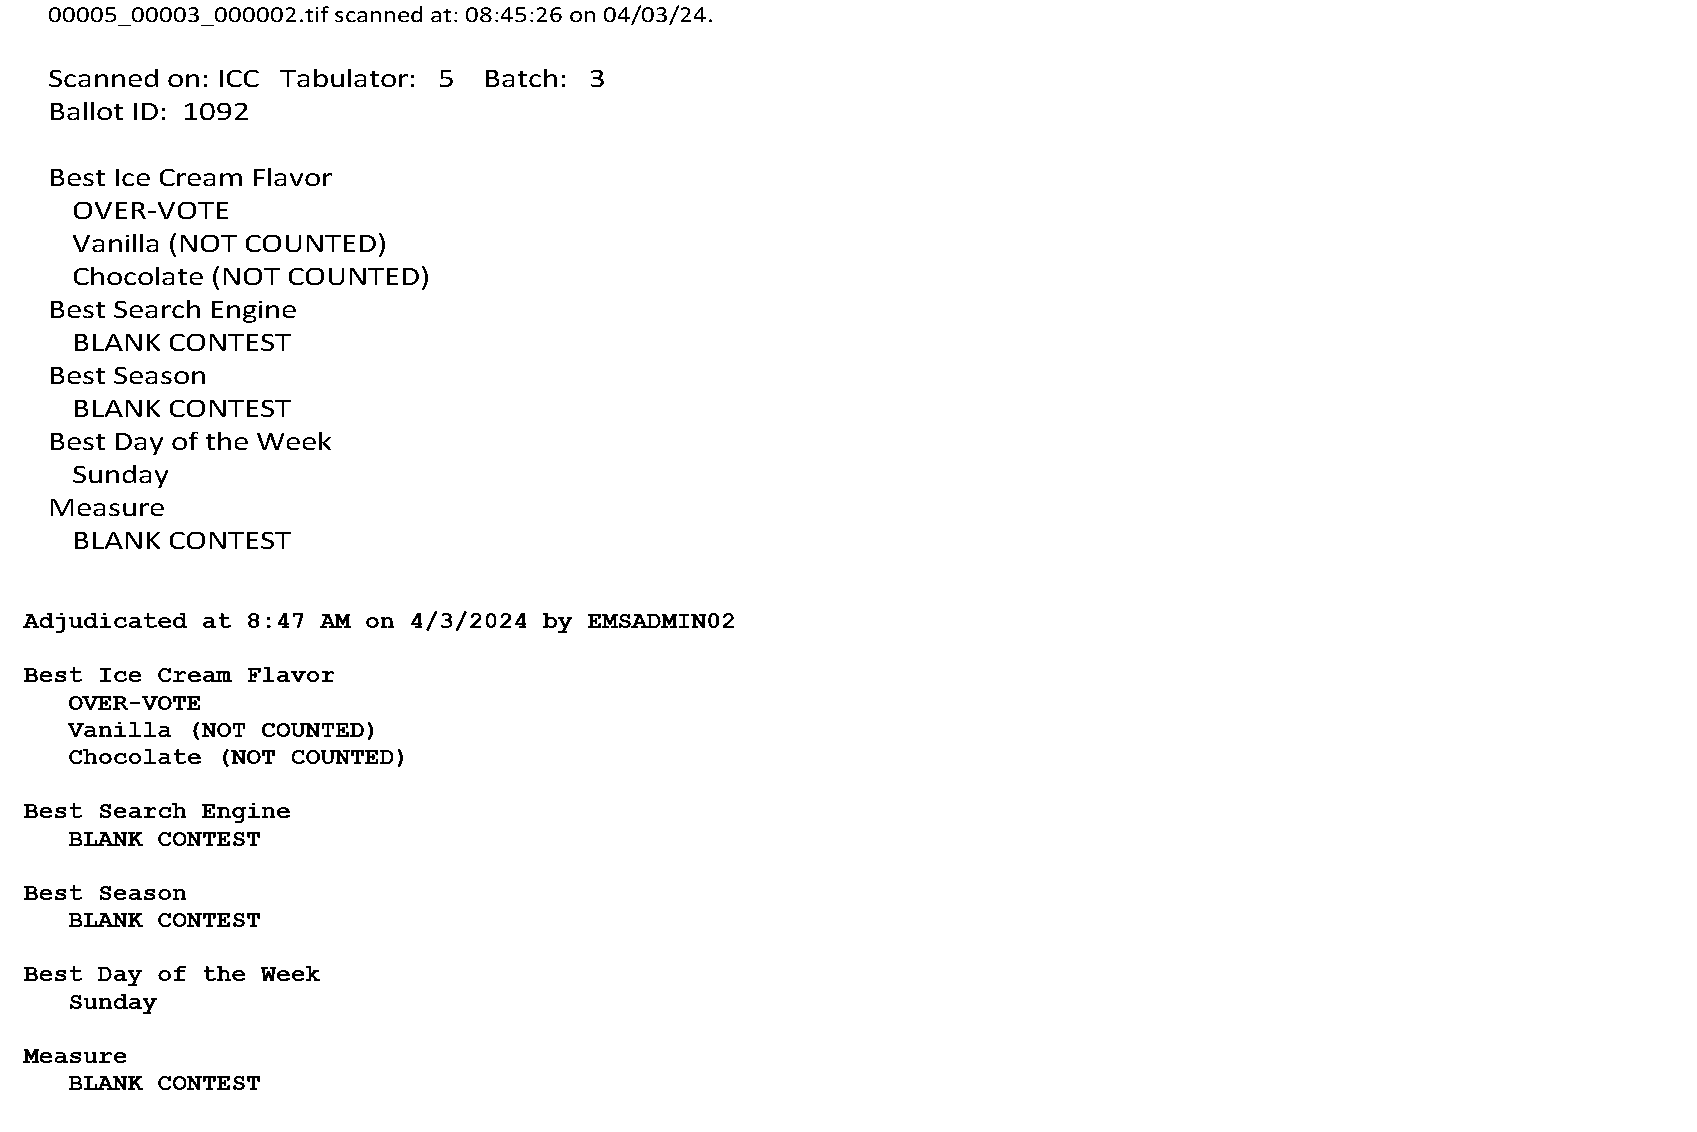 00005_00003_000002.tif scanned at: 08:45:26 on 04/03/24.
Scanned on: ICC Tabulator: 5 Batch: 3
Ballot ID: 1092
Best Ice Cream Flavor
OVER-VOTE
Vanilla (NOT COUNTED)
Chocolate (NOT COUNTED)
Best Search Engine
BLANK CONTEST
Best Season
BLANK CONTEST
Best Day of the Week
Sunday
Measure
BLANK CONTEST
Adjudicated at 8:47 AM on 4/3/2024 by EMSADMIN02
Best Ice Cream Flavor
OVER-VOTE
Vanilla (NOT COUNTED)
Chocolate (NOT COUNTED)
Best Search Engine
BLANK CONTEST
Best Season
BLANK CONTEST
Best Day of the Week
Sunday
Measure
BLANK CONTEST